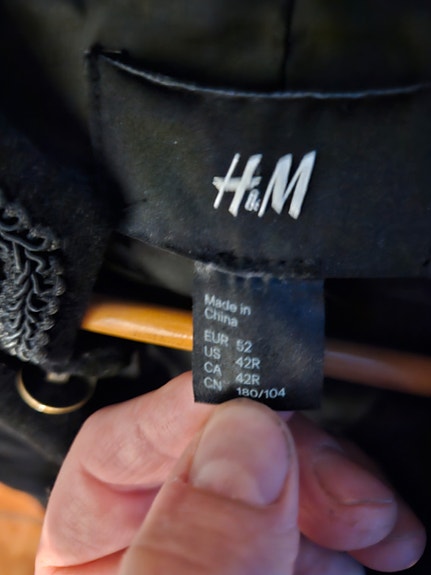 H&M
Made in
China
EUR 52
US 42R
CA 42R
CN 180/104